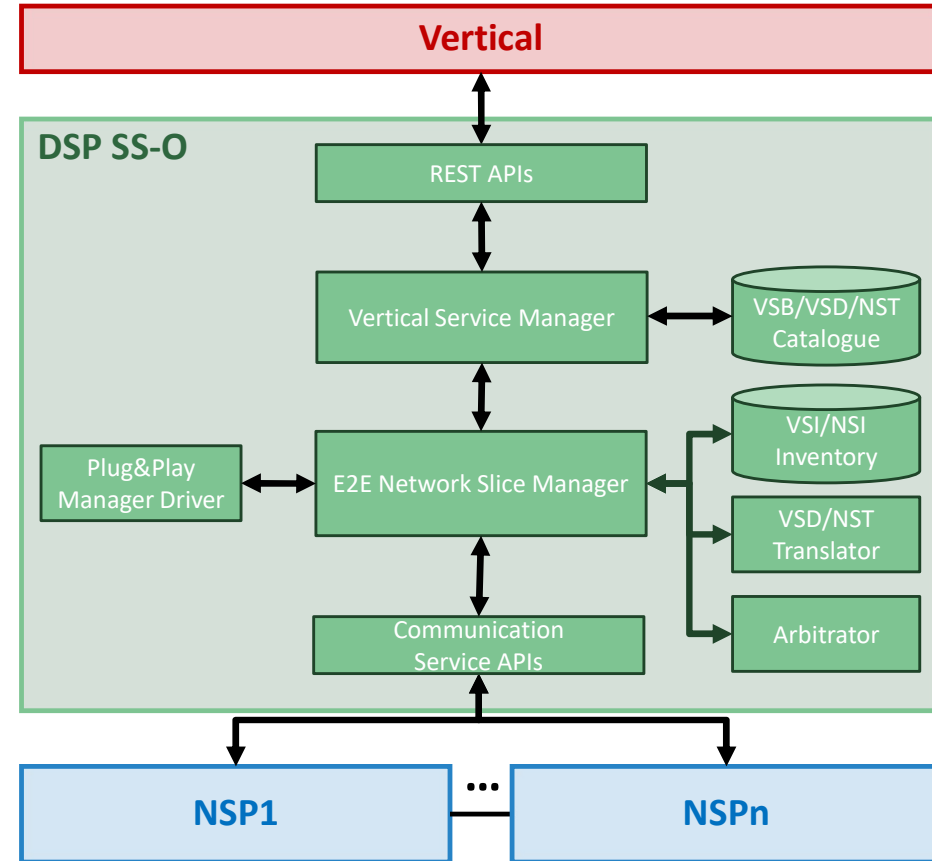 Vertical
DSP SS-O
REST APIs
Vertical Service Manager
VSB/VSD/NST
Catalogue
VSI/NSI
Inventory
Plug&Play
Manager Driver
E2E Network Slice Manager
VSD/NST
Translator
Communication
Service APIs
Arbitrator
NSP1
...
NSPn